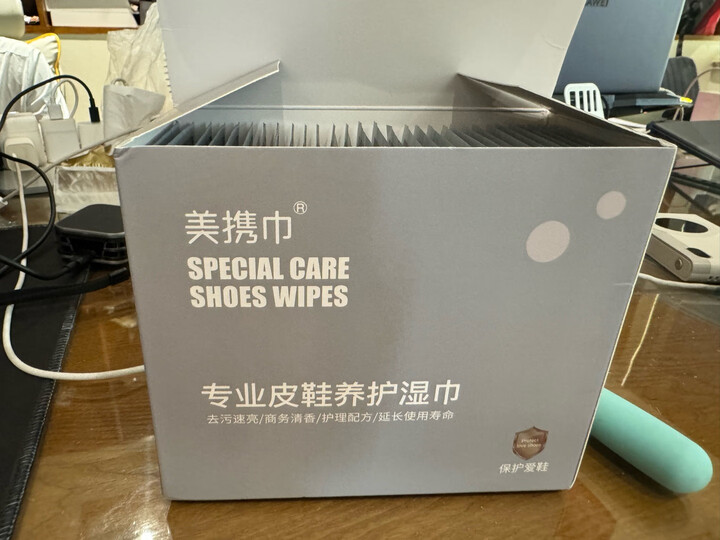 美携巾®
SPECIAL CARE
SHOES WIPES
专业皮鞋养护湿巾
去污速亮/商务清香/护理配方/延长使用寿命
Protect
保护爱鞋